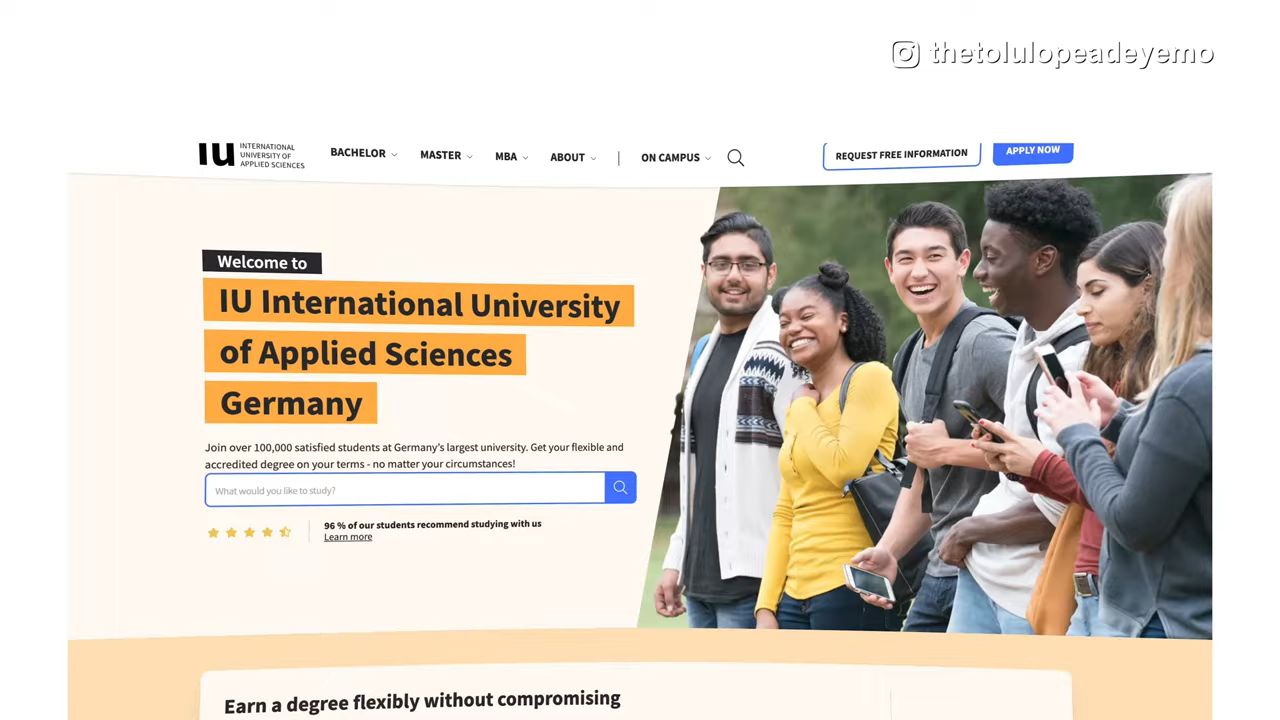 thetolulopeadeyemo
IU INTERNATIONAL
UNIVERSITY OF
APPLIED SCIENCES
BACHELOR
MASTER
MBA
ABOUT
ON CAMPUS
REQUEST FREE INFORMATION
APPLY NOW
Welcome to
IU International University
of Applied Sciences
Germany
Join over 100,000 satisfied students at Germany's largest university. Get your flexible and
accredited degree on your terms - no matter your circumstances!
What would you like to study?
96 % of our students recommend studying with us
Learn more
Earn a degree flexibly without compromising